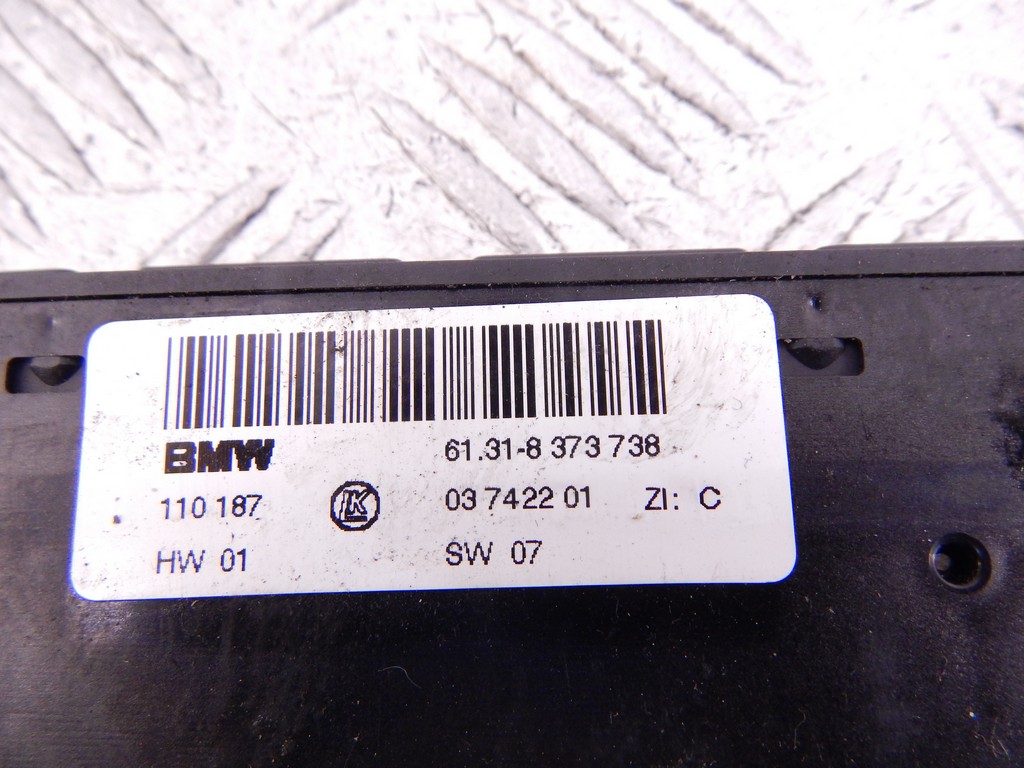 BMW 61.31-8 373 738
110 187 K 03 7422 01 ZI: C
HW 01 SW 07